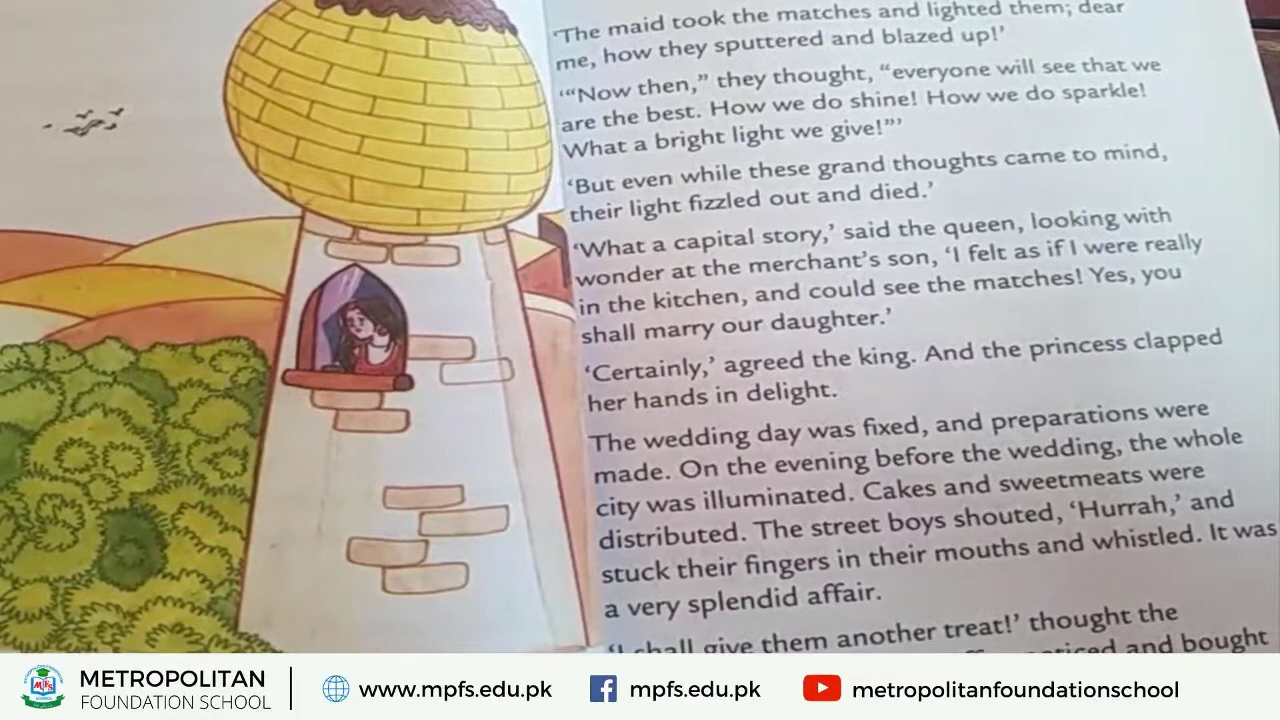 ‘The maid took the matches and lighted them; dear
me, how they sputtered and blazed up!’
‘“Now then,” they thought, “everyone will see that we
are the best. How we do shine! How we do sparkle!
What a bright light we give!”’
‘But even while these grand thoughts came to mind,
their light fizzled out and died.’
‘What a capital story,’ said the queen, looking with
wonder at the merchant’s son, ‘I felt as if I were really
in the kitchen, and could see the matches! Yes, you
shall marry our daughter.’
‘Certainly,’ agreed the king. And the princess clapped
her hands in delight.
The wedding day was fixed, and preparations were
made. On the evening before the wedding, the whole
city was illuminated. Cakes and sweetmeats were
distributed. The street boys shouted, ‘Hurrah,’ and
stuck their fingers in their mouths and whistled. It was
a very splendid affair.
‘I shall give them another treat!’ thought the
and bought
METROPOLITAN
FOUNDATION SCHOOL
www.mpfs.edu.pk
mpfs.edu.pk
metropolitanfoundationschool